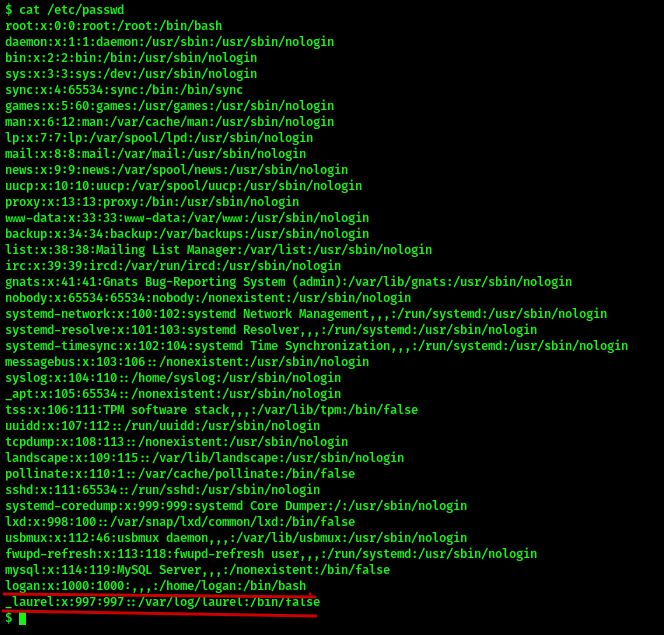 $ cat /etc/passwd
root:x:0:0:root:/root:/bin/bash
daemon:x:1:1:daemon:/usr/sbin:/usr/sbin/nologin
bin:x:2:2:bin:/bin:/usr/sbin/nologin
sys:x:3:3:sys:/dev:/usr/sbin/nologin
sync:x:4:65534:sync:/bin:/bin/sync
games:x:5:60:games:/usr/games:/usr/sbin/nologin
man:x:6:12:man:/var/cache/man:/usr/sbin/nologin
lp:x:7:7:lp:/var/spool/lpd:/usr/sbin/nologin
mail:x:8:8:mail:/var/mail:/usr/sbin/nologin
news:x:9:9:news:/var/spool/news:/usr/sbin/nologin
uucp:x:10:10:uucp:/var/spool/uucp:/usr/sbin/nologin
proxy:x:13:13:proxy:/bin:/usr/sbin/nologin
www-data:x:33:33:www-data:/var/www:/usr/sbin/nologin
backup:x:34:34:backup:/var/backups:/usr/sbin/nologin
list:x:38:38:Mailing List Manager:/var/list:/usr/sbin/nologin
irc:x:39:39:ircd:/var/run/ircd:/usr/sbin/nologin
gnats:x:41:41:Gnats Bug-Reporting System (admin):/var/lib/gnats:/usr/sbin/nologin
nobody:x:65534:65534:nobody:/nonexistent:/usr/sbin/nologin
systemd-network:x:100:102:systemd Network Management,,,:/run/systemd:/usr/sbin/nologin
systemd-resolve:x:101:103:systemd Resolver,,,:/run/systemd:/usr/sbin/nologin
systemd-timesync:x:102:104:systemd Time Synchronization,,,:/run/systemd:/usr/sbin/nologin
messagebus:x:103:106::/nonexistent:/usr/sbin/nologin
syslog:x:104:110::/home/syslog:/usr/sbin/nologin
_apt:x:105:65534::/nonexistent:/usr/sbin/nologin
tss:x:106:111:TPM software stack,,,:/var/lib/tpm:/bin/false
uuidd:x:107:112::/run/uuidd:/usr/sbin/nologin
tcpdump:x:108:113::/nonexistent:/usr/sbin/nologin
landscape:x:109:115::/var/lib/landscape:/usr/sbin/nologin
pollinate:x:110:1::/var/cache/pollinate:/bin/false
sshd:x:111:65534::/run/sshd:/usr/sbin/nologin
systemd-coredump:x:999:999:systemd Core Dumper:/:/usr/sbin/nologin
lxd:x:998:100::/var/snap/lxd/common/lxd:/bin/false
usbmux:x:112:46:usbmux daemon,,,:/var/lib/usbmux:/usr/sbin/nologin
fwupd-refresh:x:113:118:fwupd-refresh user,,,:/run/systemd:/usr/sbin/nologin
mysql:x:114:119:MySQL Server,,,:/nonexistent:/bin/false
logan:x:1000:1000:,,,:/home/logan:/bin/bash
_laurel:x:997:997::/var/log/laurel:/bin/false
$